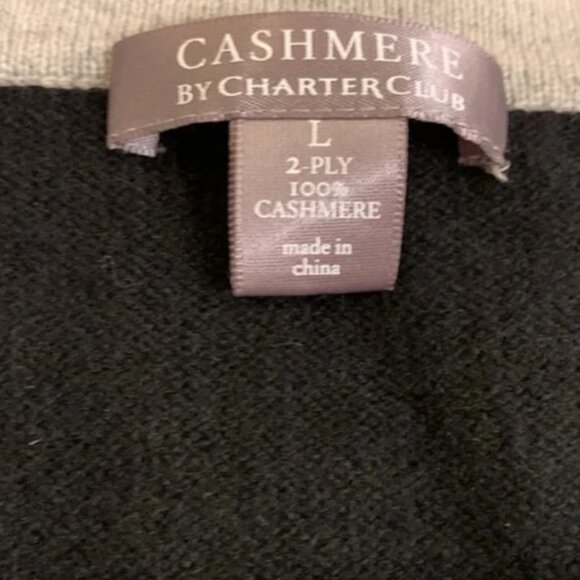 CASHMERE
BY CHARTER CLUB
L
2-PLY
100%
CASHMERE
made in
china